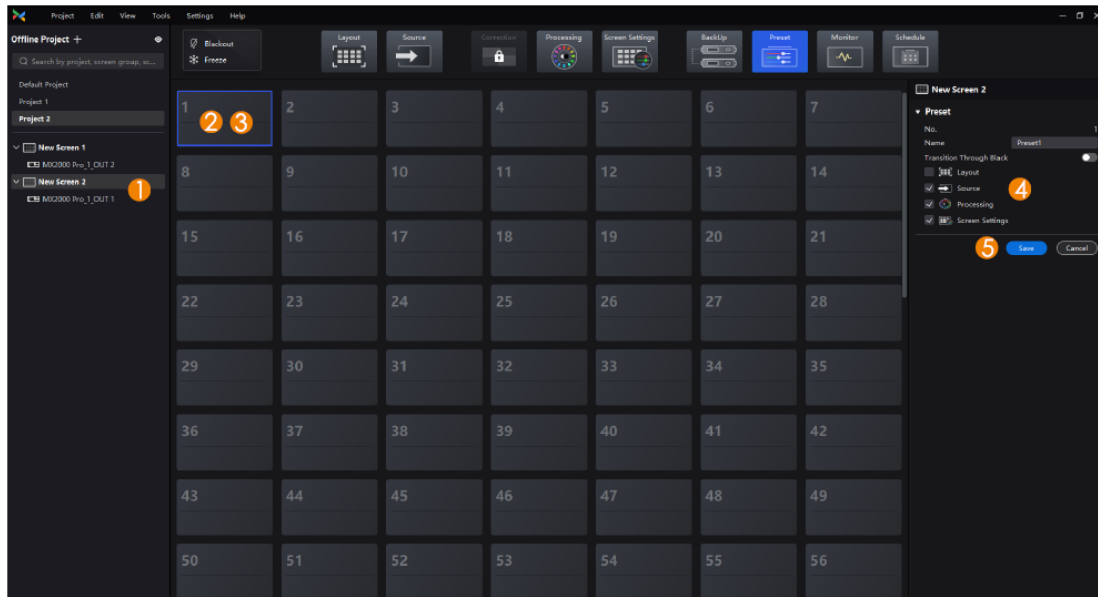 Project Edit View Tools Settings Help
Offline Project +
Search by project, screen group, sc...
Default Project
Project 1
Project 2
New Screen 1
MX2000 Pro_1_OUT 2
New Screen 2
1
MX2000 Pro_1_OUT 1
Blackout
Freeze
Layout Source Correction Processing Screen Settings BackUp Preset Monitor Schedule
1 2 3 2 3 4 5 6 7
8 9 10 11 12 13 14
15 16 17 18 19 20 21
22 23 24 25 26 27 28
29 30 31 32 33 34 35
36 37 38 39 40 41 42
43 44 45 46 47 48 49
50 51 52 53 54 55 56
New Screen 2
Preset
No. 1
Name Preset1
Transition Through Black
Layout
Source 4
Processing
Screen Settings
5 Save Cancel